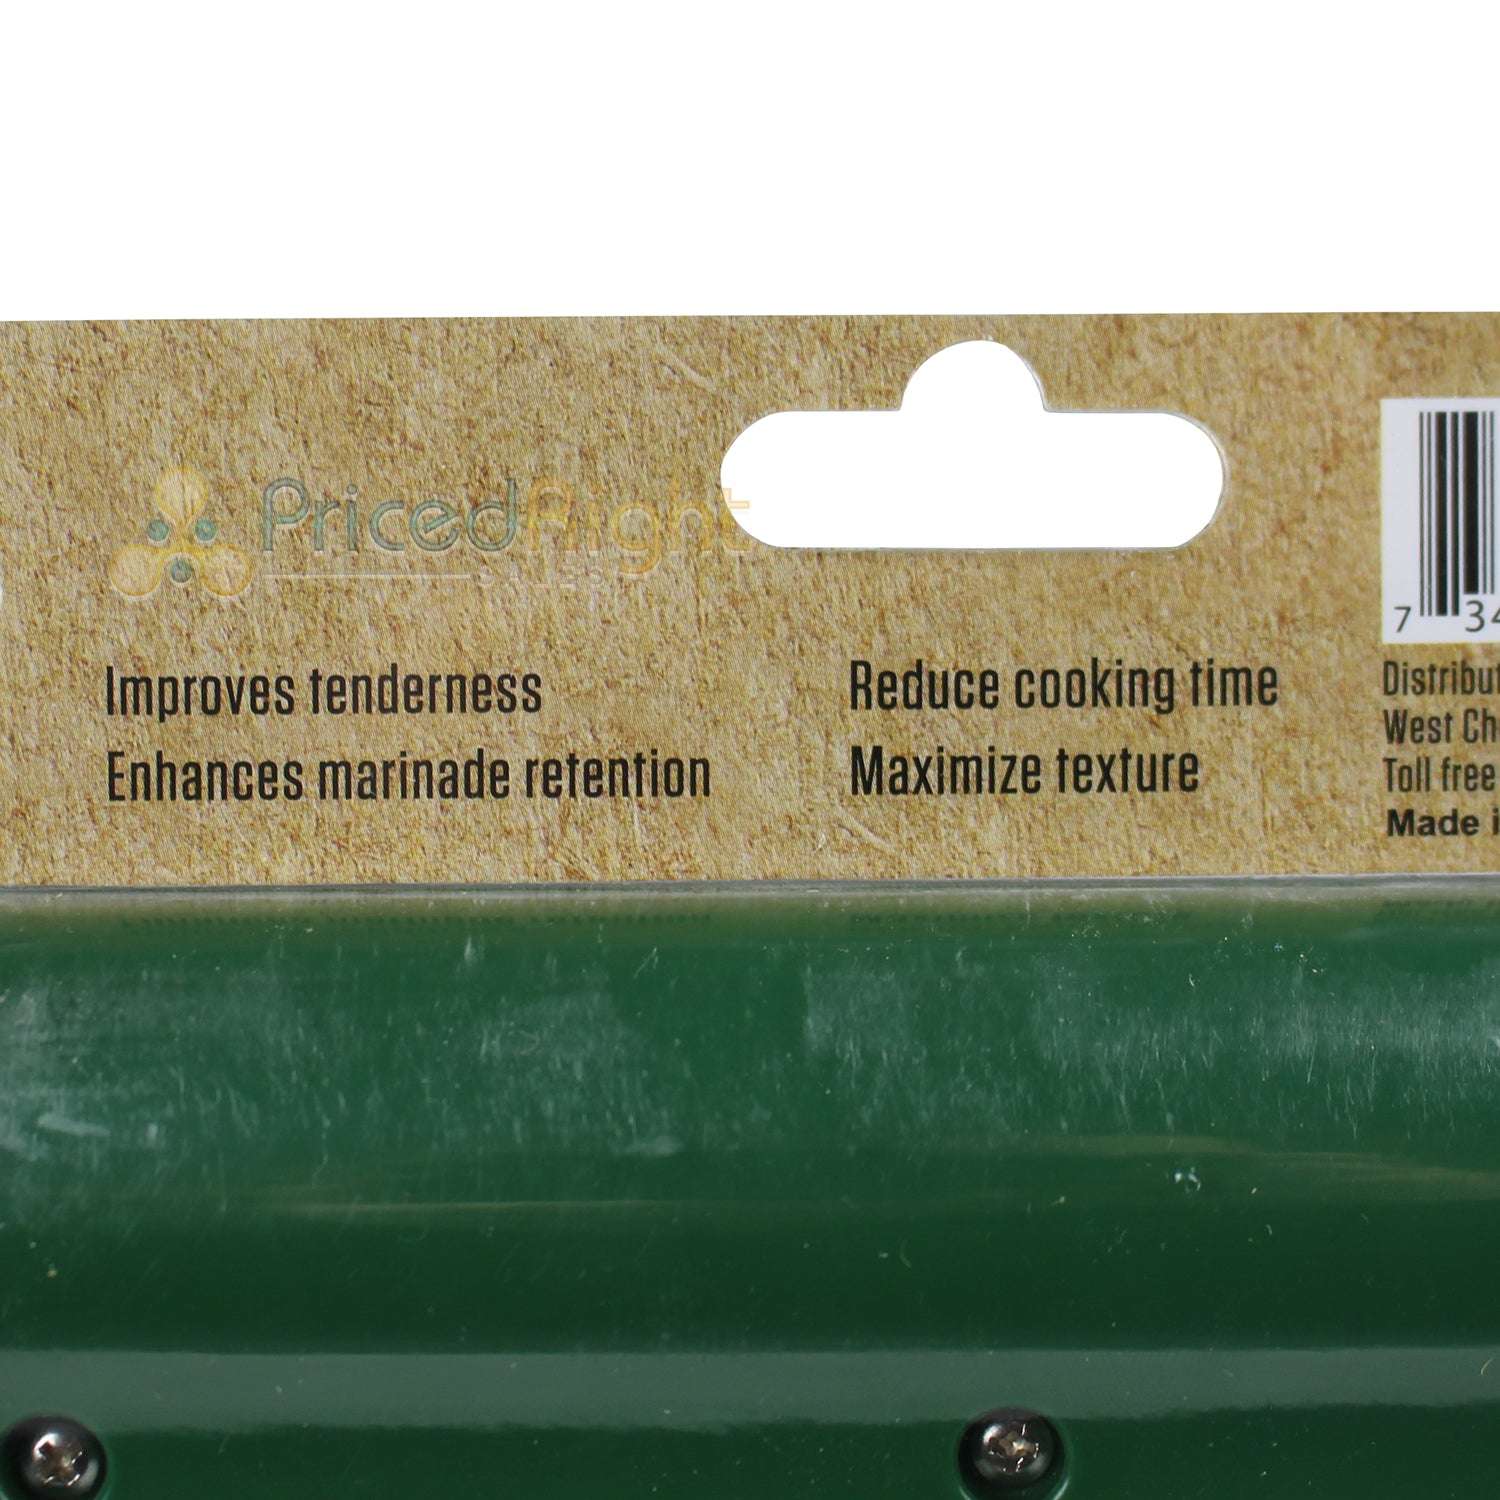 PricedRight
SALES
Improves tenderness
Enhances marinade retention
Reduce cooking time
Maximize texture
7 34
Distribut
West Ch
Toll free
Made i